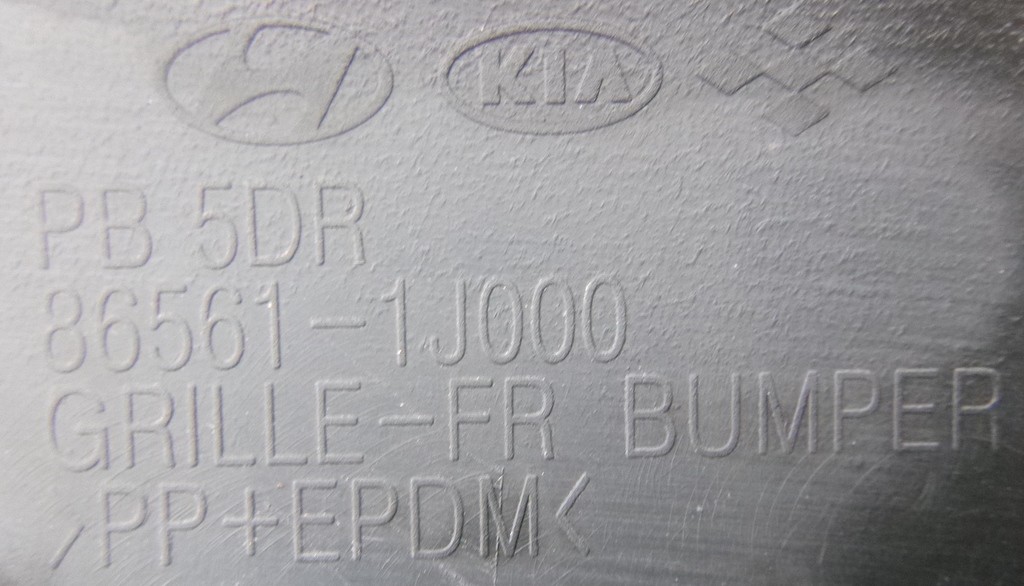 KIA
PB 5DR
86561-1J000
GRILLE-FR BUMPER
>PP+EPDM<